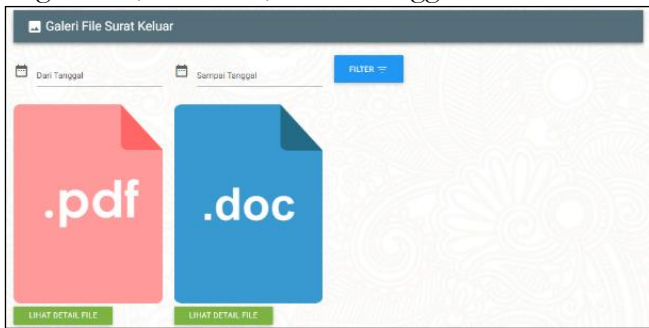 Galeri File Surat Keluar
Dari Tanggal
Sampai Tanggal
FILTER
.pdf
.doc
LIHAT DETAIL FILE
LIHAT DETAIL FILE